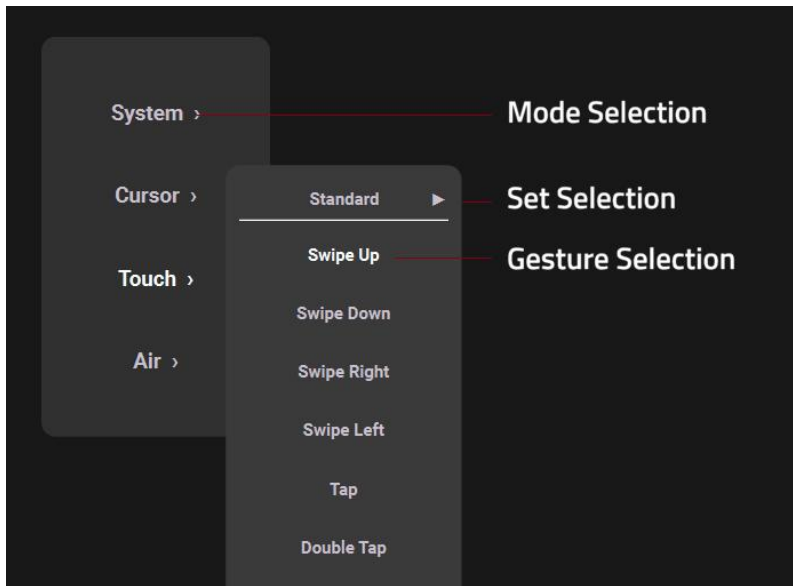 System ›
Mode Selection
Cursor ›
Standard ▶
Set Selection
Swipe Up
Gesture Selection
Touch ›
Swipe Down
Air ›
Swipe Right
Swipe Left
Tap
Double Tap